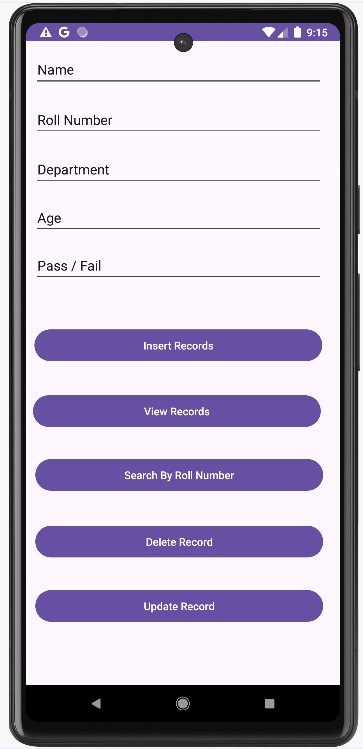 G 9:15
Name
Roll Number
Department
Age
Pass / Fail
Insert Records
View Records
Search By Roll Number
Delete Record
Update Record